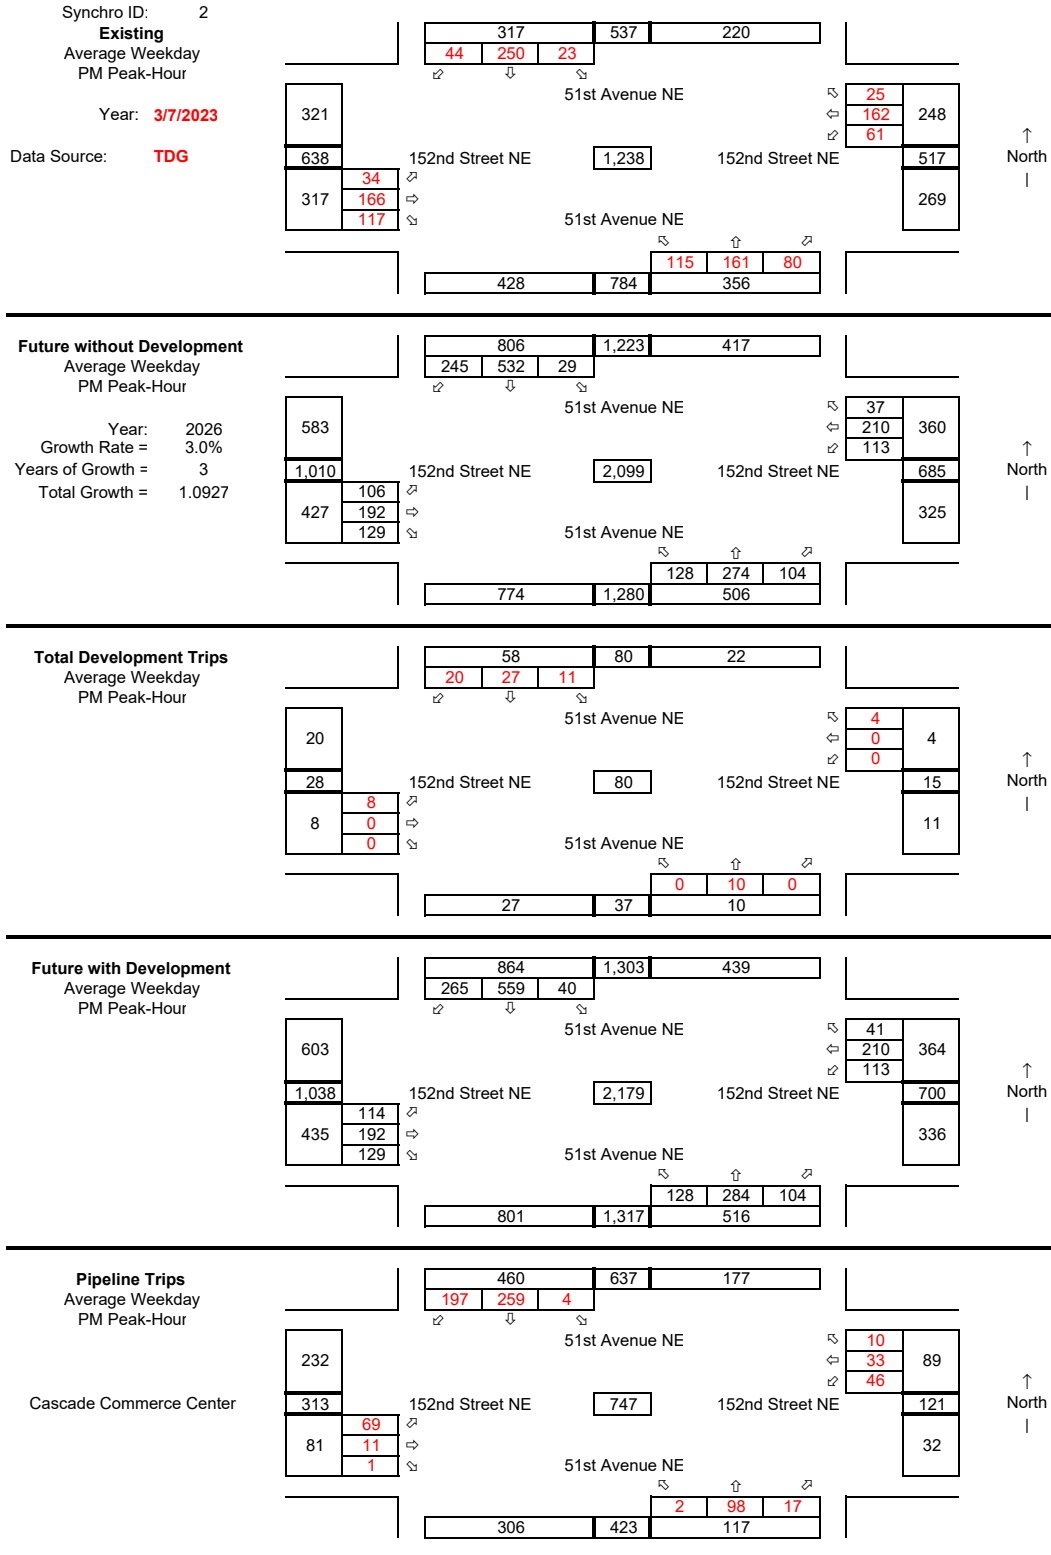 Synchro ID: 2
Existing 317 537 220
Average Weekday 44 250 23
PM Peak-Hour ⬃ ⇩ ⬂
51st Avenue NE ⬁ 25
Year: 3/7/2023 321 ⇦ 162 248
⬃ 61 ↑
Data Source: TDG 638 152nd Street NE 1,238 152nd Street NE 517 North
34 ⬀ |
317 166 ⇨ 269
117 ⬂ 51st Avenue NE
⬁ ⇧ ⬀
115 161 80
428 784 356
Future without Development 806 1,223 417
Average Weekday 245 532 29
PM Peak-Hour ⬃ ⇩ ⬂
51st Avenue NE ⬁ 37
Year: 2026 583 ⇦ 210 360
Growth Rate = 3.0% ⬃ 113 ↑
Years of Growth = 3 1,010 152nd Street NE 2,099 152nd Street NE 685 North
Total Growth = 1.0927 106 ⬀ |
427 192 ⇨ 325
129 ⬂ 51st Avenue NE
⬁ ⇧ ⬀
128 274 104
774 1,280 506
Total Development Trips 58 80 22
Average Weekday 20 27 11
PM Peak-Hour ⬃ ⇩ ⬂
51st Avenue NE ⬁ 4
20 ⇦ 0 4
⬃ 0 ↑
28 152nd Street NE 80 152nd Street NE 15 North
8 ⬀ |
8 0 ⇨ 11
0 ⬂ 51st Avenue NE
⬁ ⇧ ⬀
0 10 0
27 37 10
Future with Development 864 1,303 439
Average Weekday 265 559 40
PM Peak-Hour ⬃ ⇩ ⬂
51st Avenue NE ⬁ 41
603 ⇦ 210 364
⬃ 113 ↑
1,038 152nd Street NE 2,179 152nd Street NE 700 North
114 ⬀ |
435 192 ⇨ 336
129 ⬂ 51st Avenue NE
⬁ ⇧ ⬀
128 284 104
801 1,317 516
Pipeline Trips 460 637 177
Average Weekday 197 259 4
PM Peak-Hour ⬃ ⇩ ⬂
51st Avenue NE ⬁ 10
232 ⇦ 33 89
⬃ 46 ↑
Cascade Commerce Center 313 152nd Street NE 747 152nd Street NE 121 North
69 ⬀ |
81 11 ⇨ 32
1 ⬂ 51st Avenue NE
⬁ ⇧ ⬀
2 98 17
306 423 117